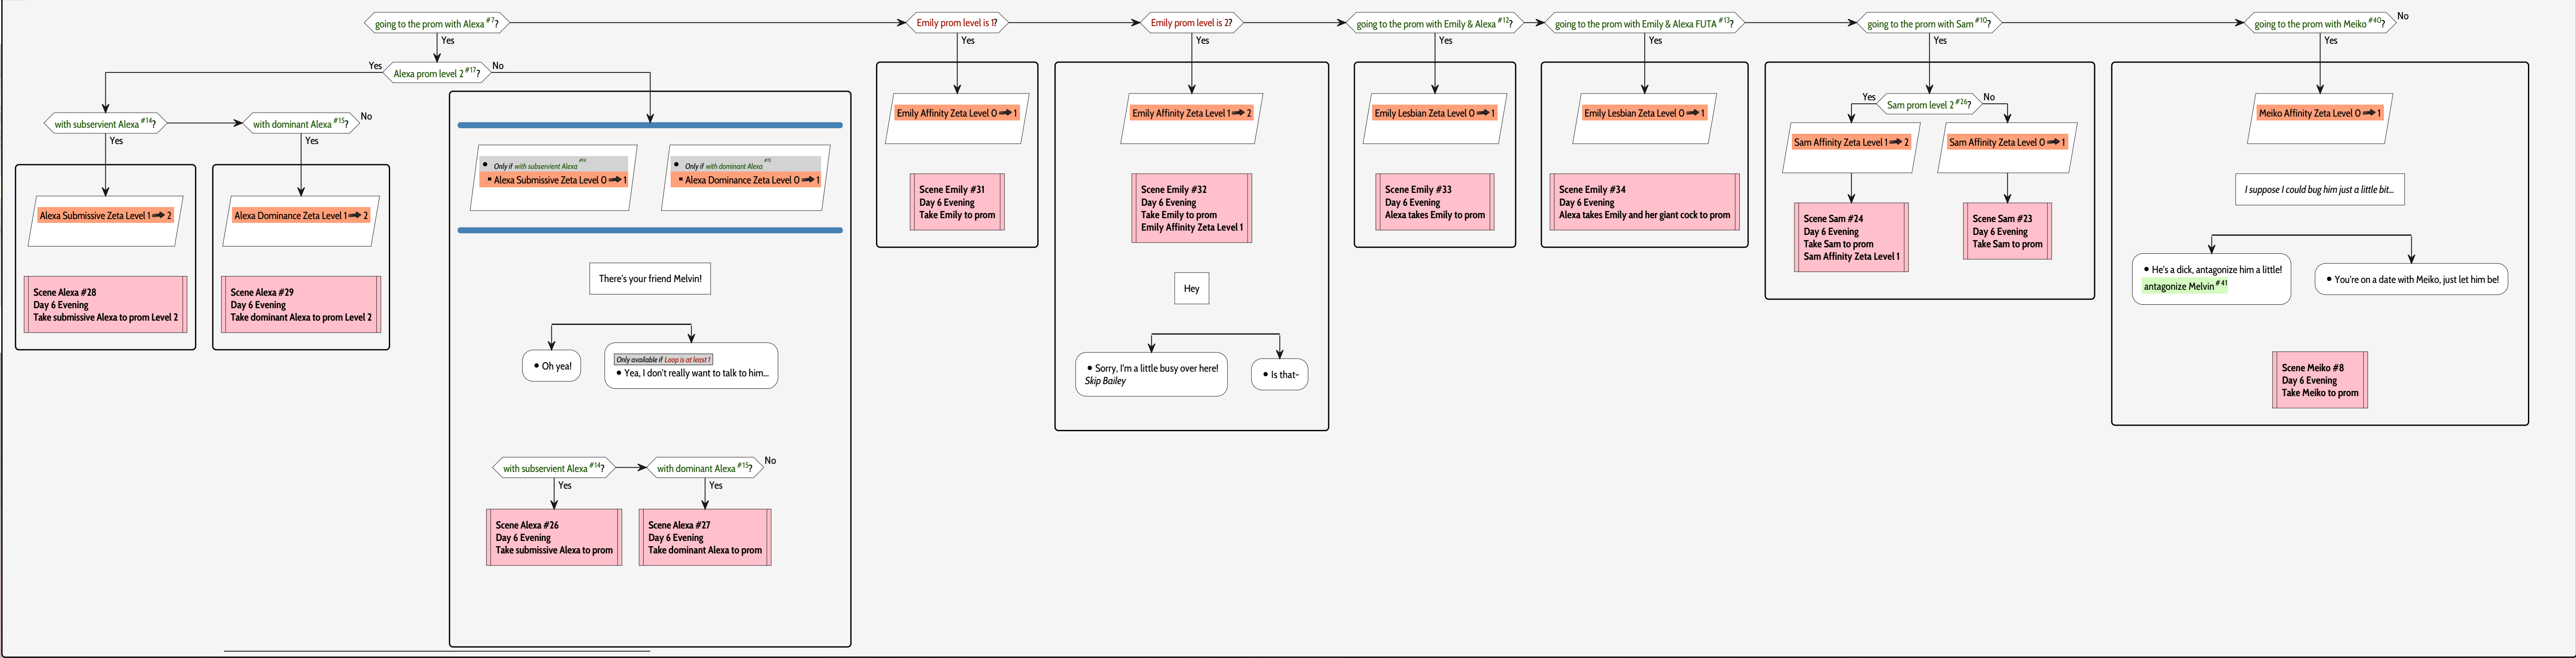 going to the prom with Alexa #7?
Yes
Emily prom level is 1?
Yes
Emily prom level is 2?
Yes
going to the prom with Emily & Alexa #12?
Yes
going to the prom with Emily & Alexa FUTA #13?
Yes
going to the prom with Sam #10?
Yes
going to the prom with Meiko #40?
No
Yes
Yes
Alexa prom level 2 #17?
No
with subservient Alexa #14?
Yes
with dominant Alexa #15?
No
Yes
Alexa Submissive Zeta Level 1 ➡ 2
Scene Alexa #28
Day 6 Evening
Take submissive Alexa to prom Level 2
Alexa Dominance Zeta Level 1 ➡ 2
Scene Alexa #29
Day 6 Evening
Take dominant Alexa to prom Level 2
● Only if with subservient Alexa #14
▪ Alexa Submissive Zeta Level 0 ➡ 1
● Only if with dominant Alexa #15
▪ Alexa Dominance Zeta Level 0 ➡ 1
There's your friend Melvin!
● Oh yea!
Only available if Loop is at least 1
● Yea, I don't really want to talk to him...
with subservient Alexa #14?
Yes
with dominant Alexa #15?
No
Yes
Scene Alexa #26
Day 6 Evening
Take submissive Alexa to prom
Scene Alexa #27
Day 6 Evening
Take dominant Alexa to prom
Emily Affinity Zeta Level 0 ➡ 1
Scene Emily #31
Day 6 Evening
Take Emily to prom
Emily Affinity Zeta Level 1 ➡ 2
Scene Emily #32
Day 6 Evening
Take Emily to prom
Emily Affinity Zeta Level 1
Hey
● Sorry, I'm a little busy over here!
Skip Bailey
● Is that-
Emily Lesbian Zeta Level 0 ➡ 1
Scene Emily #33
Day 6 Evening
Alexa takes Emily to prom
Emily Lesbian Zeta Level 0 ➡ 1
Scene Emily #34
Day 6 Evening
Alexa takes Emily and her giant cock to prom
Yes
Sam prom level 2 #26?
No
Sam Affinity Zeta Level 1 ➡ 2
Scene Sam #24
Day 6 Evening
Take Sam to prom
Sam Affinity Zeta Level 1
Sam Affinity Zeta Level 0 ➡ 1
Scene Sam #23
Day 6 Evening
Take Sam to prom
Meiko Affinity Zeta Level 0 ➡ 1
I suppose I could bug him just a little bit...
● He's a dick, antagonize him a little!
antagonize Melvin #41
● You're on a date with Meiko, just let him be!
Scene Meiko #8
Day 6 Evening
Take Meiko to prom